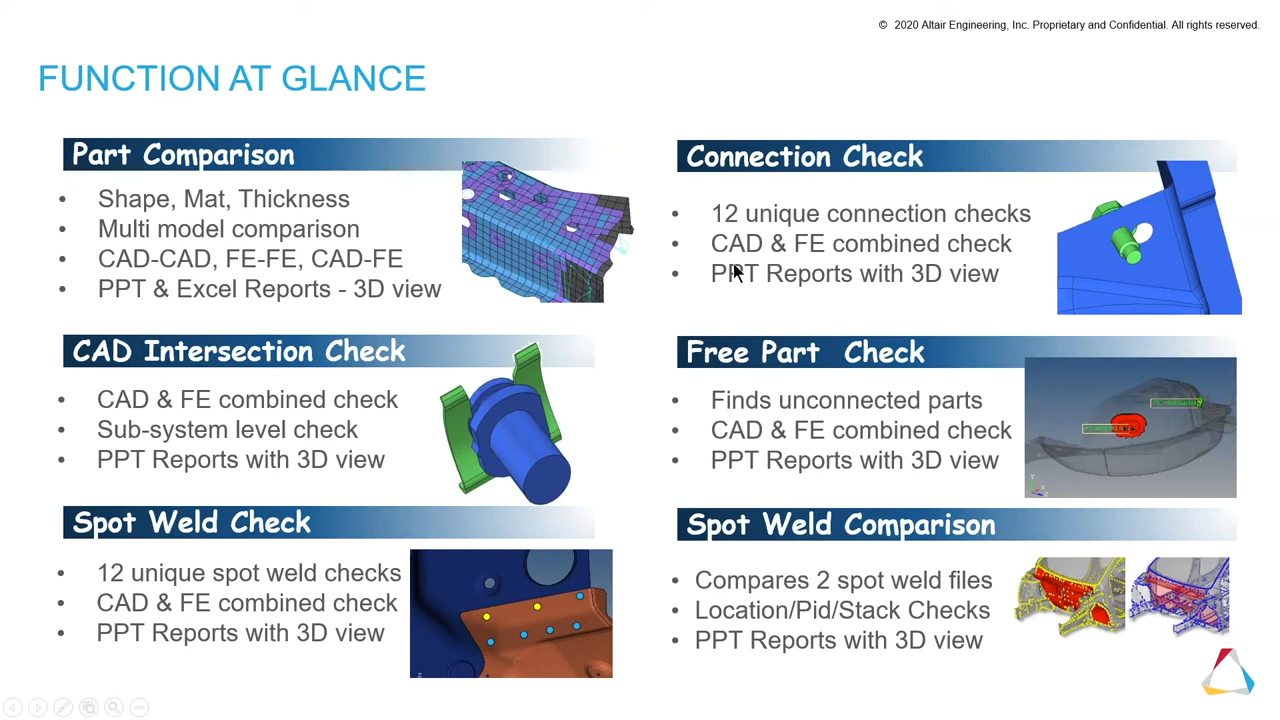 © 2020 Altair Engineering, Inc. Proprietary and Confidential. All rights reserved.
FUNCTION AT GLANCE
Part Comparison
• Shape, Mat, Thickness
• Multi model comparison
• CAD-CAD, FE-FE, CAD-FE
• PPT & Excel Reports - 3D view
CAD Intersection Check
• CAD & FE combined check
• Sub-system level check
• PPT Reports with 3D view
Spot Weld Check
• 12 unique spot weld checks
• CAD & FE combined check
• PPT Reports with 3D view
Connection Check
• 12 unique connection checks
• CAD & FE combined check
• PPT Reports with 3D view
Free Part Check
• Finds unconnected parts
• CAD & FE combined check
• PPT Reports with 3D view
Spot Weld Comparison
• Compares 2 spot weld files
• Location/Pid/Stack Checks
• PPT Reports with 3D view